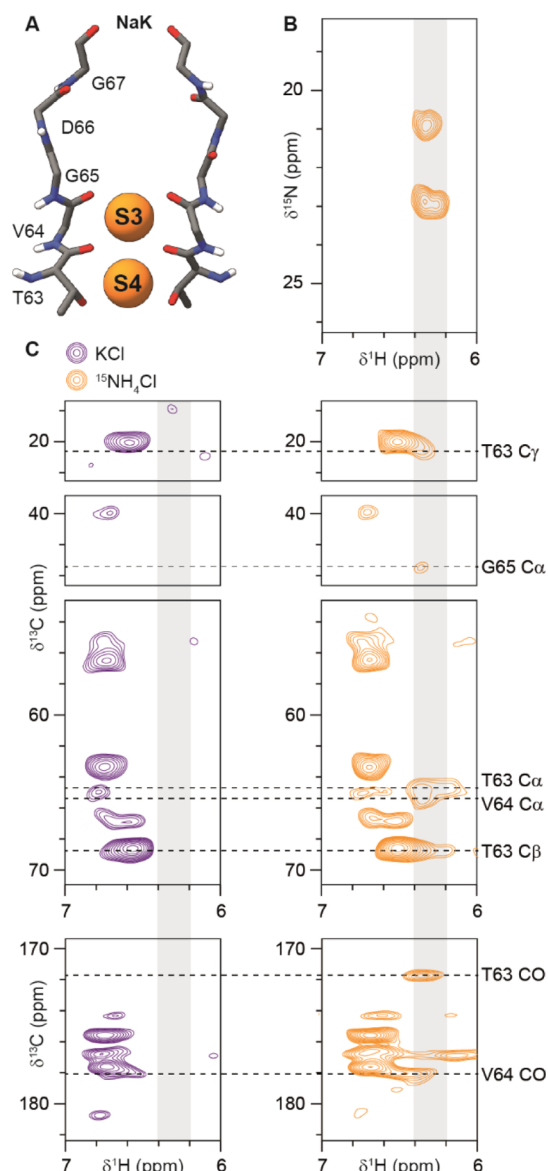 A
NaK
G67
D66
G65
S3
V64
S4
T63
B
20
25
δ¹⁵N (ppm)
7
δ¹H (ppm)
6
C
KCl
¹⁵NH₄Cl
20
T63 Cγ
40
G65 Cα
δ¹³C (ppm)
60
T63 Cα
V64 Cα
T63 Cβ
70
7
6
7
6
170
T63 CO
δ¹³C (ppm)
V64 CO
180
7
δ¹H (ppm)
6
7
δ¹H (ppm)
6